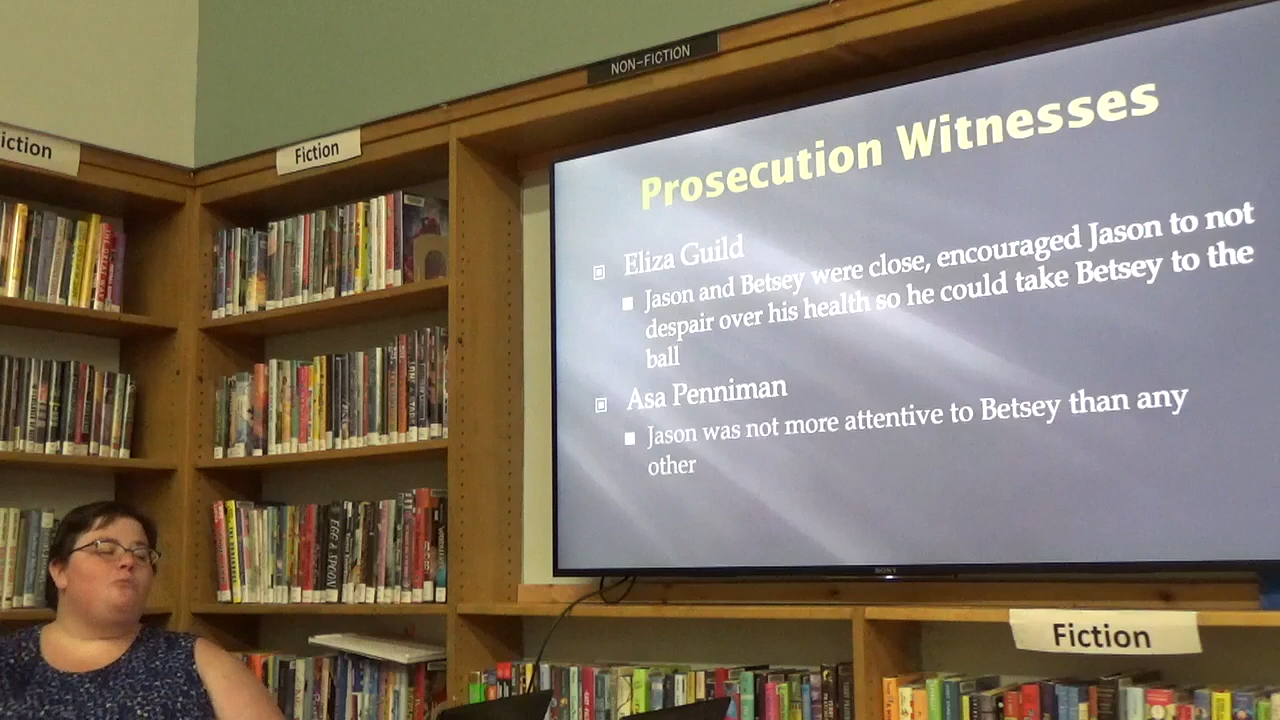 NON-FICTION
iction
Fiction
Prosecution Witnesses
Eliza Guild
Jason and Betsey were close, encouraged Jason to not
despair over his health so he could take Betsey to the
ball
Asa Penniman
Jason was not more attentive to Betsey than any
other
EGG & SPOON
SONY
Fiction